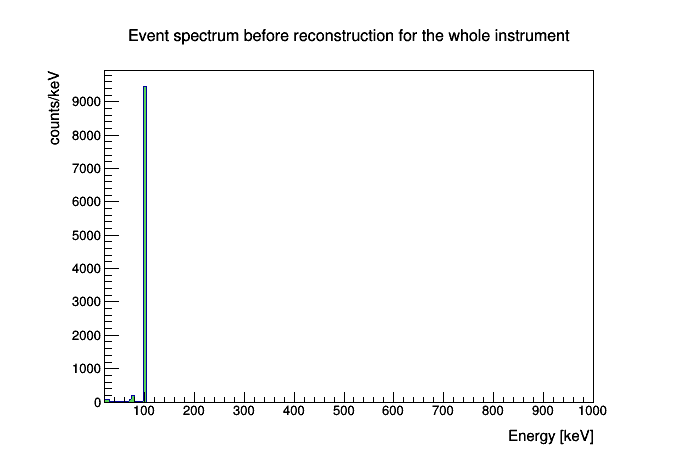 Event spectrum before reconstruction for the whole instrument
counts/keV
9000
8000
7000
6000
5000
4000
3000
2000
1000
0
100 200 300 400 500 600 700 800 900 1000
Energy [keV]